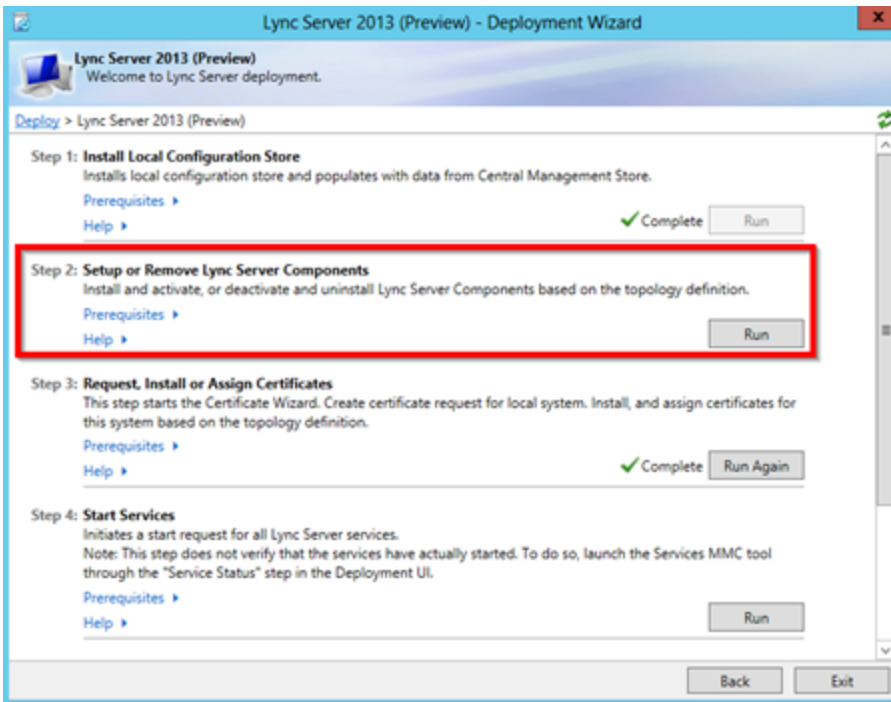 Lync Server 2013 (Preview) - Deployment Wizard
x
Lync Server 2013 (Preview)
Welcome to Lync Server deployment.
Deploy > Lync Server 2013 (Preview)
Step 1: Install Local Configuration Store
Installs local configuration store and populates with data from Central Management Store.
Prerequisites
Help
Complete Run
Step 2: Setup or Remove Lync Server Components
Install and activate, or deactivate and uninstall Lync Server Components based on the topology definition.
Prerequisites
Help
Run
Step 3: Request, Install or Assign Certificates
This step starts the Certificate Wizard. Create certificate request for local system. Install, and assign certificates for
this system based on the topology definition.
Prerequisites
Help
Complete Run Again
Step 4: Start Services
Initiates a start request for all Lync Server services.
Note: This step does not verify that the services have actually started. To do so, launch the Services MMC tool
through the "Service Status" step in the Deployment UI.
Prerequisites
Help
Run
Back Exit